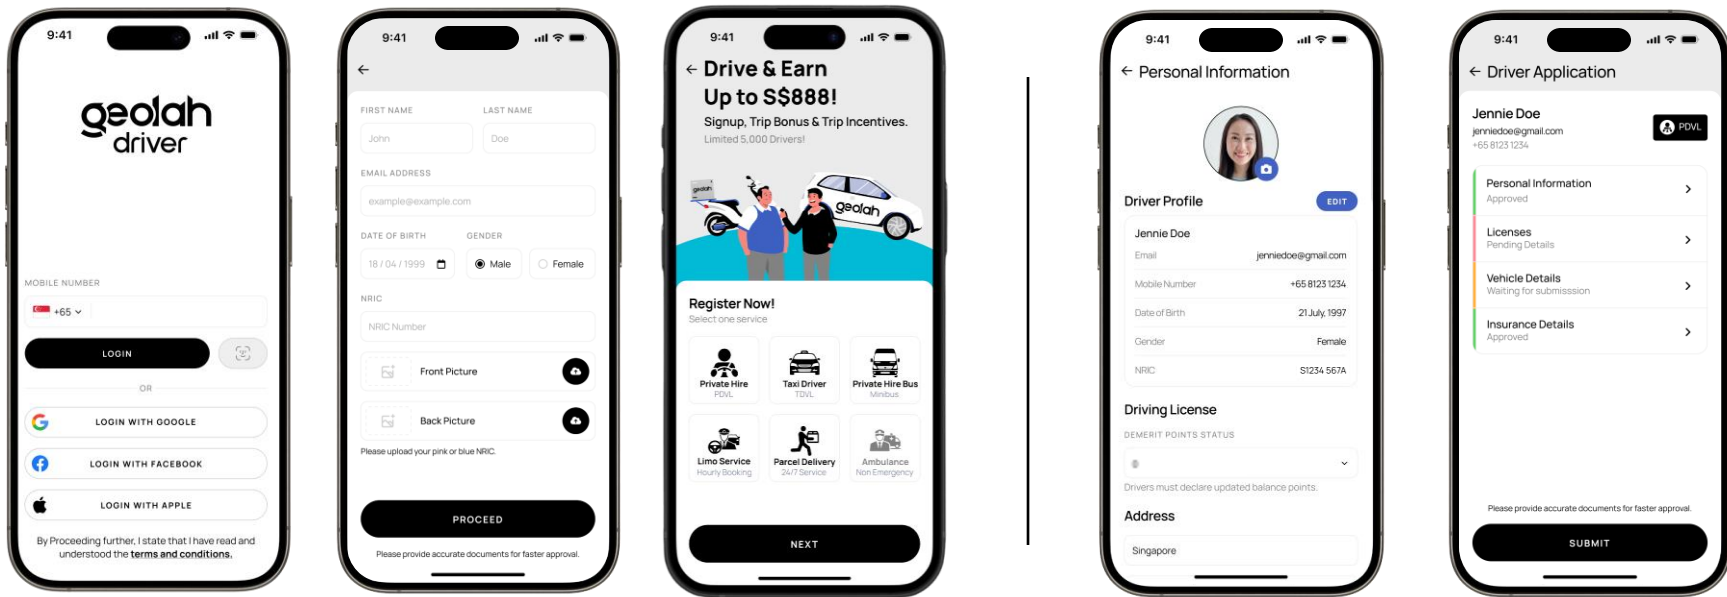 9:41
geolah
driver
MOBILE NUMBER
+65
LOGIN
OR
LOGIN WITH GOOGLE
LOGIN WITH FACEBOOK
LOGIN WITH APPLE
By Proceeding further, I state that I have read and
understood the terms and conditions.
9:41
FIRST NAME LAST NAME
John Doe
EMAIL ADDRESS
example@example.com
DATE OF BIRTH GENDER
18 / 04 / 1999 Male Female
NRIC
NRIC Number
Front Picture
Back Picture
Please upload your pink or blue NRIC.
PROCEED
Please provide accurate documents for faster approval.
9:41
Drive & Earn
Up to S$888!
Signup, Trip Bonus & Trip Incentives.
Limited 5,000 Drivers!
geolah
geolah
Register Now!
Select one service
Private Hire Taxi Driver Private Hire Bus
PDVL TDVL Minibus
Limo Service Parcel Delivery Ambulance
Hourly Booking 24/7 Service Non Emergency
NEXT
9:41
Personal Information
Driver Profile EDIT
Jennie Doe
Email jenniedoe@gmail.com
Mobile Number +65 8123 1234
Date of Birth 21 July, 1997
Gender Female
NRIC S1234 567A
Driving License
DEMERIT POINTS STATUS
Drivers must declare updated balance points.
Address
Singapore
9:41
Driver Application
Jennie Doe
jenniedoe@gmail.com
+65 8123 1234
PDVL
Personal Information
Approved
Licenses
Pending Details
Vehicle Details
Waiting for submisssion
Insurance Details
Approved
Please provide accurate documents for faster approval.
SUBMIT